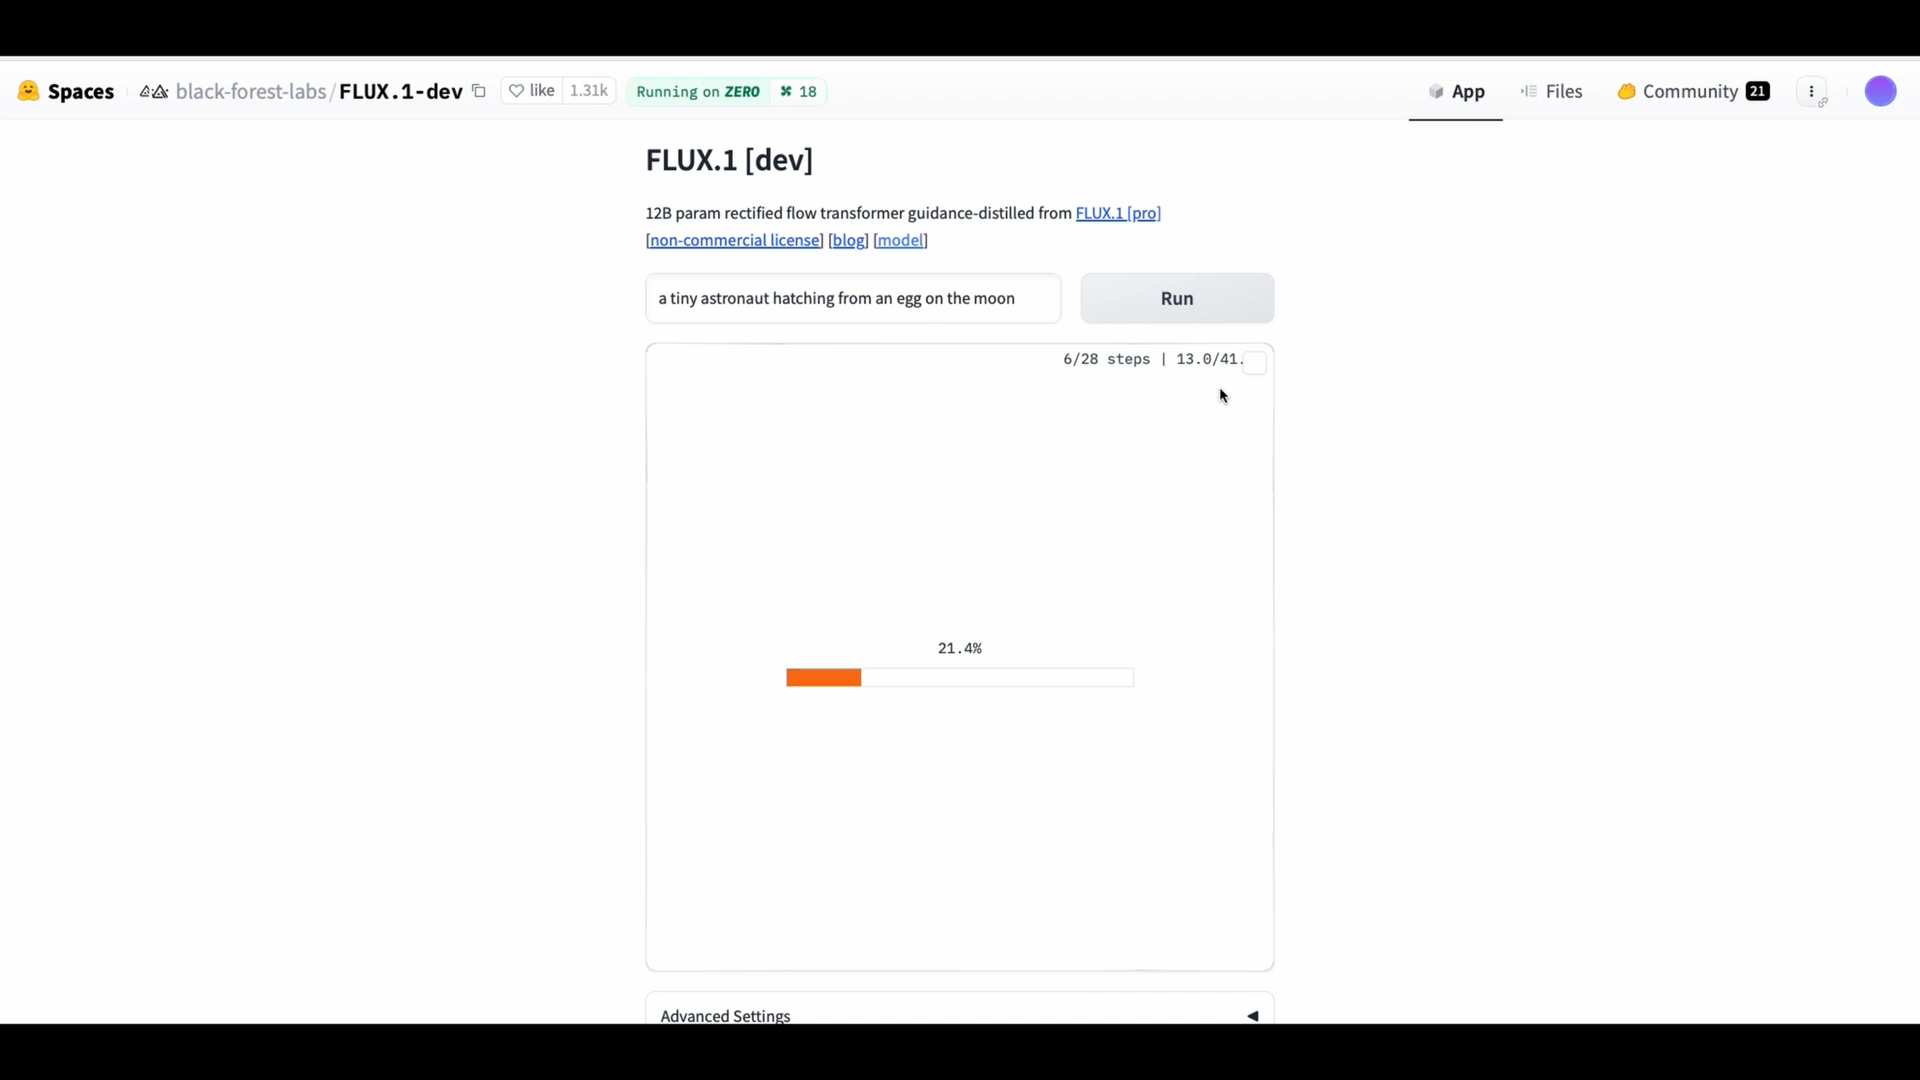 Spaces black-forest-labs/FLUX.1-dev like 1.31k Running on ZERO 18 App Files Community 21
FLUX.1 [dev]
12B param rectified flow transformer guidance-distilled from FLUX.1 [pro]
[non-commercial license] [blog] [model]
a tiny astronaut hatching from an egg on the moon Run
6/28 steps | 13.0/41.
21.4%
Advanced Settings